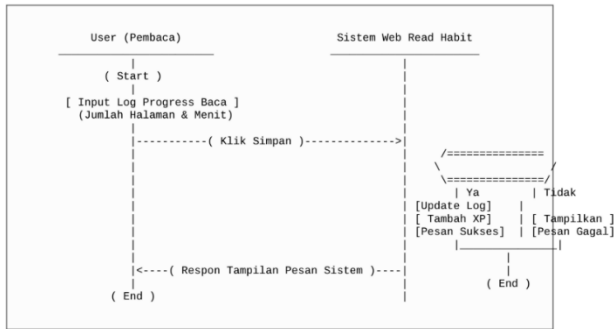 User (Pembaca) Sistem Web Read Habit
( Start )
[ Input Log Progress Baca ]
(Jumlah Halaman & Menit)
( Klik Simpan )
Ya Tidak
[Update Log]
[ Tambah XP] [ Tampilkan ]
[Pesan Sukses] [Pesan Gagal]
( Respon Tampilan Pesan Sistem )
( End )
( End )